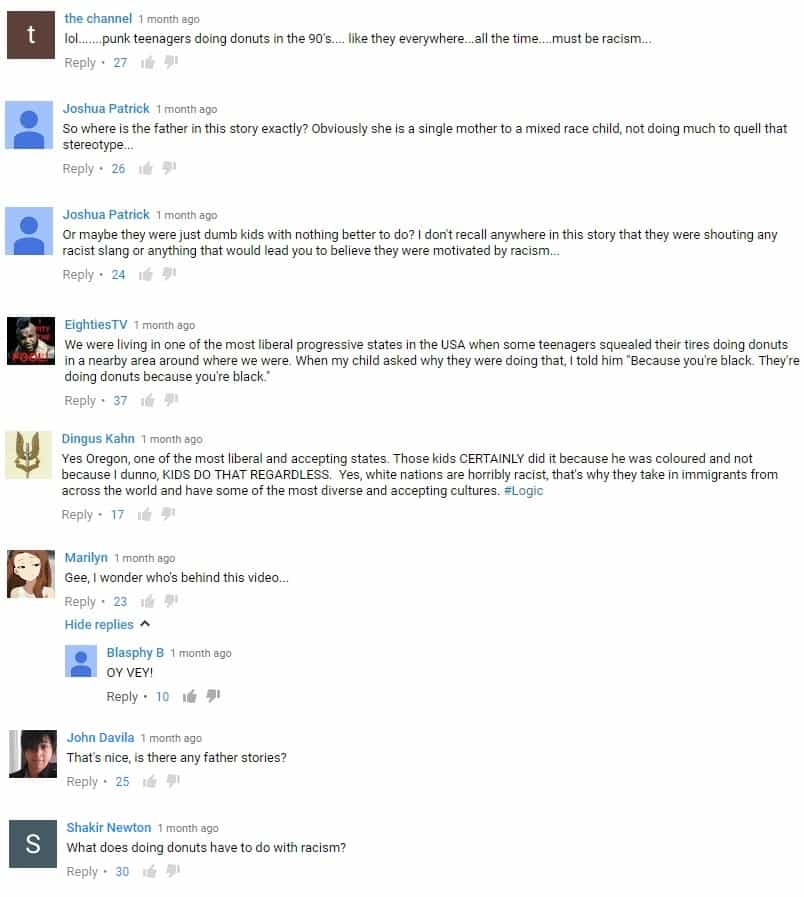 t
the channel 1 month ago
lol.......punk teenagers doing donuts in the 90's.... like they everywhere...all the time....must be racism...
Reply • 27
Joshua Patrick 1 month ago
So where is the father in this story exactly? Obviously she is a single mother to a mixed race child, not doing much to quell that
stereotype...
Reply • 26
Joshua Patrick 1 month ago
Or maybe they were just dumb kids with nothing better to do? I don't recall anywhere in this story that they were shouting any
racist slang or anything that would lead you to believe they were motivated by racism...
Reply • 24
EightiesTV 1 month ago
We were living in one of the most liberal progressive states in the USA when some teenagers squealed their tires doing donuts
in a nearby area around where we were. When my child asked why they were doing that, I told him "Because you're black. They're
doing donuts because you're black."
Reply • 37
Dingus Kahn 1 month ago
Yes Oregon, one of the most liberal and accepting states. Those kids CERTAINLY did it because he was coloured and not
because I dunno, KIDS DO THAT REGARDLESS. Yes, white nations are horribly racist, that's why they take in immigrants from
across the world and have some of the most diverse and accepting cultures. #Logic
Reply • 17
Marilyn 1 month ago
Gee, I wonder who's behind this video...
Reply • 23
Hide replies
Blasphy B 1 month ago
OY VEY!
Reply • 10
John Davila 1 month ago
That's nice, is there any father stories?
Reply • 25
S
Shakir Newton 1 month ago
What does doing donuts have to do with racism?
Reply • 30